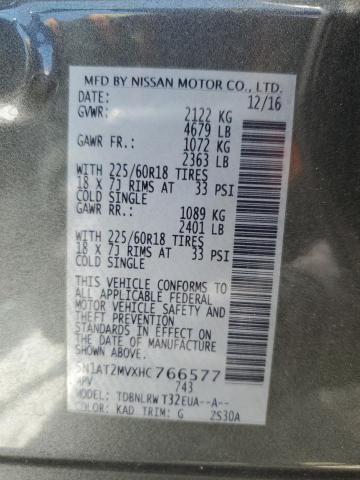 MFD BY NISSAN MOTOR CO., LTD.
DATE: 12/16
GVWR: 2122 KG
4679 LB
GAWR FR.: 1072 KG
2363 LB
WITH 225/60R18 TIRES
18 X 7J RIMS AT 33 PSI
COLD SINGLE
GAWR RR.: 1089 KG
2401 LB
WITH 225/60R18 TIRES
18 X 7J RIMS AT 33 PSI
COLD SINGLE
THIS VEHICLE CONFORMS TO
ALL APPLICABLE FEDERAL
MOTOR VEHICLE SAFETY AND
THEFT PREVENTION
STANDARDS IN EFFECT ON
THE DATE OF MANUFACTURE
SHOWN ABOVE
5N1AT2MVXHC766577
MPV 743
MODEL: TDBNLRWT32EUA--A--
COLOR: KAD TRIM: G 2S30A